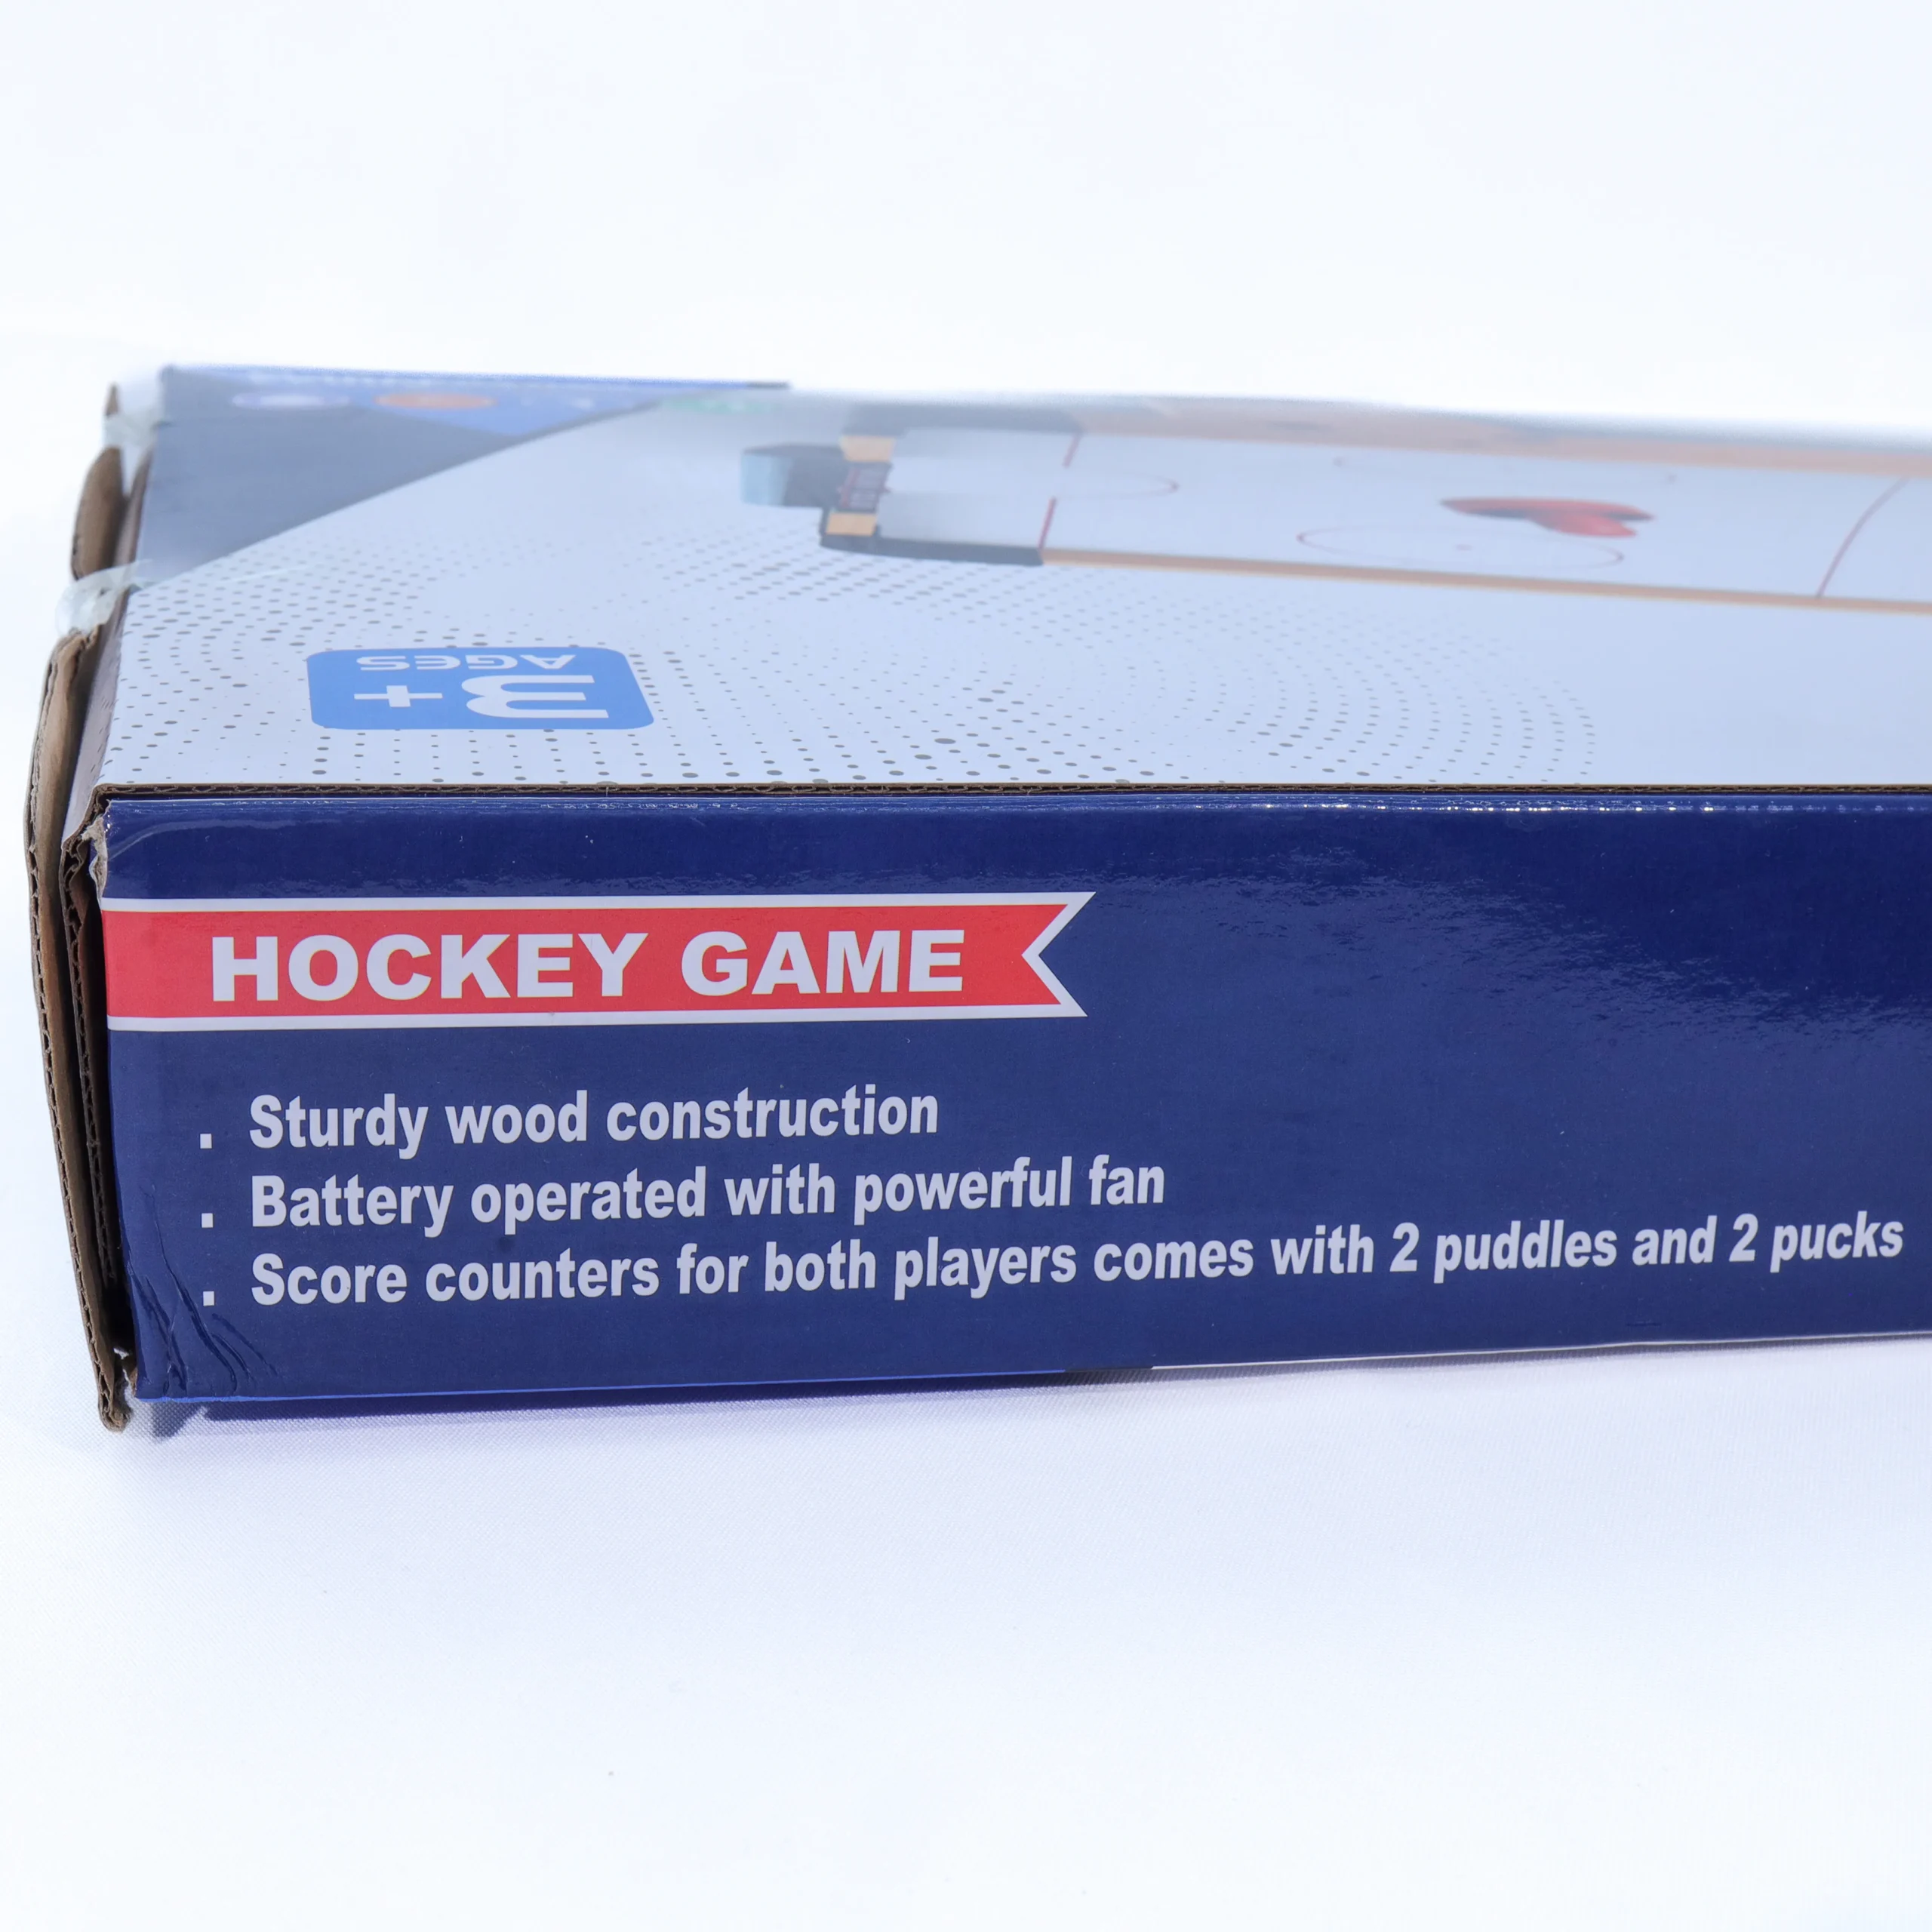 AGES
3+
HOCKEY GAME
. Sturdy wood construction
. Battery operated with powerful fan
. Score counters for both players comes with 2 puddles and 2 pucks